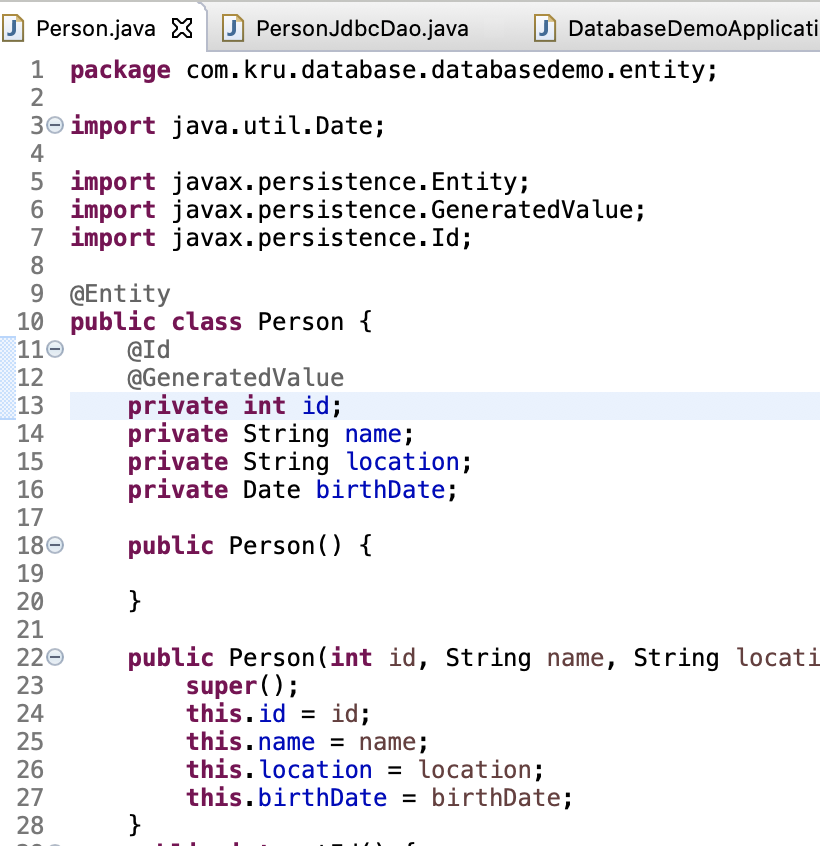 Person.java PersonJdbcDao.java DatabaseDemoApplicati
1 package com.kru.database.databasedemo.entity;
2
3 import java.util.Date;
4
5 import javax.persistence.Entity;
6 import javax.persistence.GeneratedValue;
7 import javax.persistence.Id;
8
9 @Entity
10 public class Person {
11 @Id
12 @GeneratedValue
13 private int id;
14 private String name;
15 private String location;
16 private Date birthDate;
17
18 public Person() {
19
20 }
21
22 public Person(int id, String name, String locati
23 super();
24 this.id = id;
25 this.name = name;
26 this.location = location;
27 this.birthDate = birthDate;
28 }